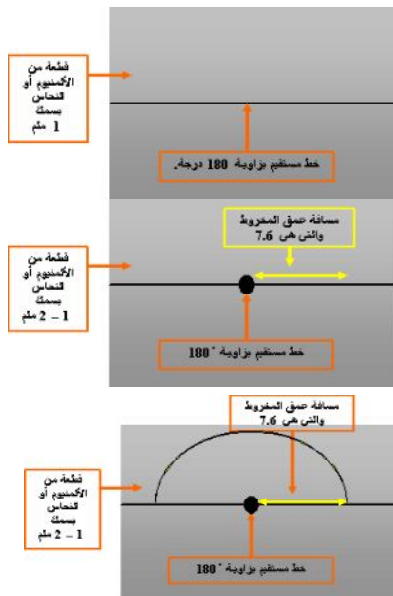 قطعة من
الألمنيوم أو
النحاس
بسمك
1 ملم
خط مستقيم بزاوية 180 درجة.
مسافة عمق المخروط
والتي هي 7.6
قطعة من
الألمنيوم أو
النحاس
بسمك
1 – 2 ملم
خط مستقيم بزاوية 180°
مسافة عمق المخروط
والتي هي 7.6
قطعة من
الألمنيوم أو
النحاس
بسمك
1 – 2 ملم
خط مستقيم بزاوية 180°